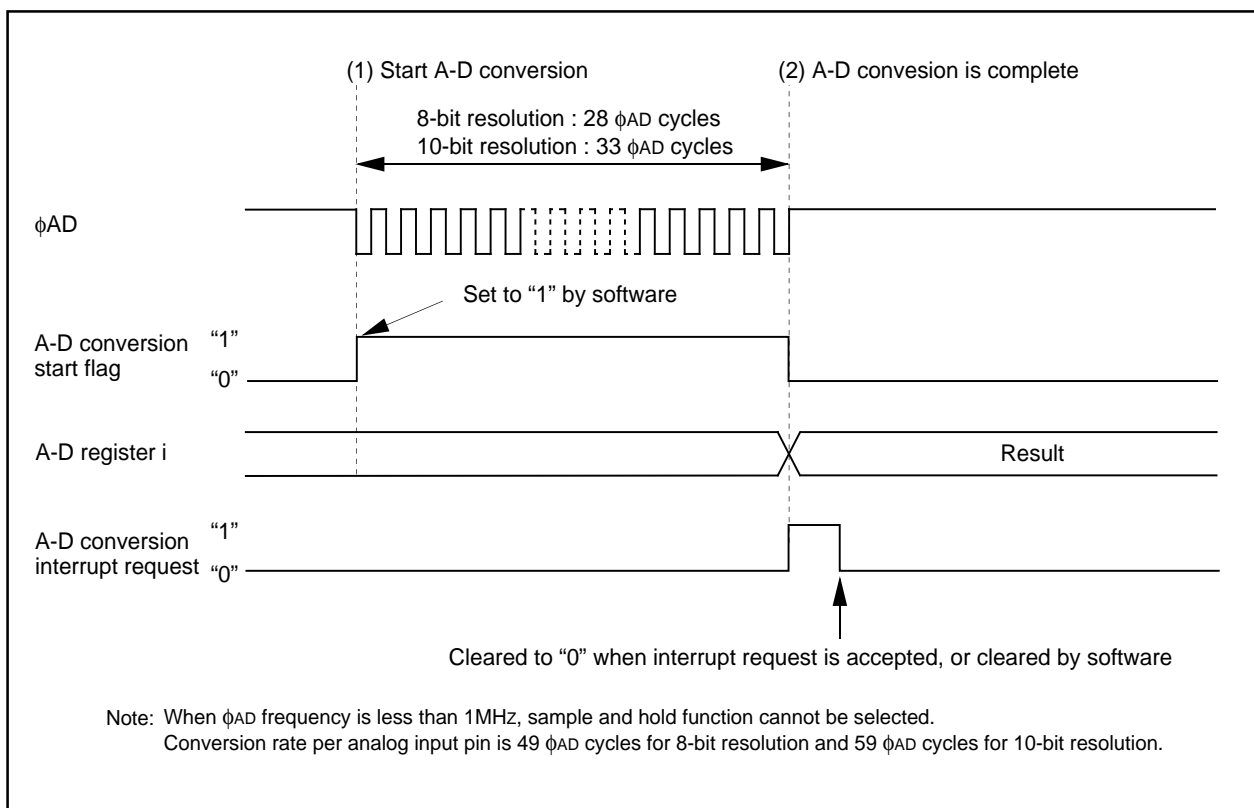 (1) Start A-D conversion
(2) A-D convesion is complete
8-bit resolution : 28 ϕAD cycles
10-bit resolution : 33 ϕAD cycles
ϕAD
Set to “1” by software
A-D conversion
start flag
“1”
“0”
A-D register i
Result
A-D conversion
interrupt request
“1”
“0”
Cleared to “0” when interrupt request is accepted, or cleared by software
Note: When ϕAD frequency is less than 1MHZ, sample and hold function cannot be selected.
Conversion rate per analog input pin is 49 ϕAD cycles for 8-bit resolution and 59 ϕAD cycles for 10-bit resolution.